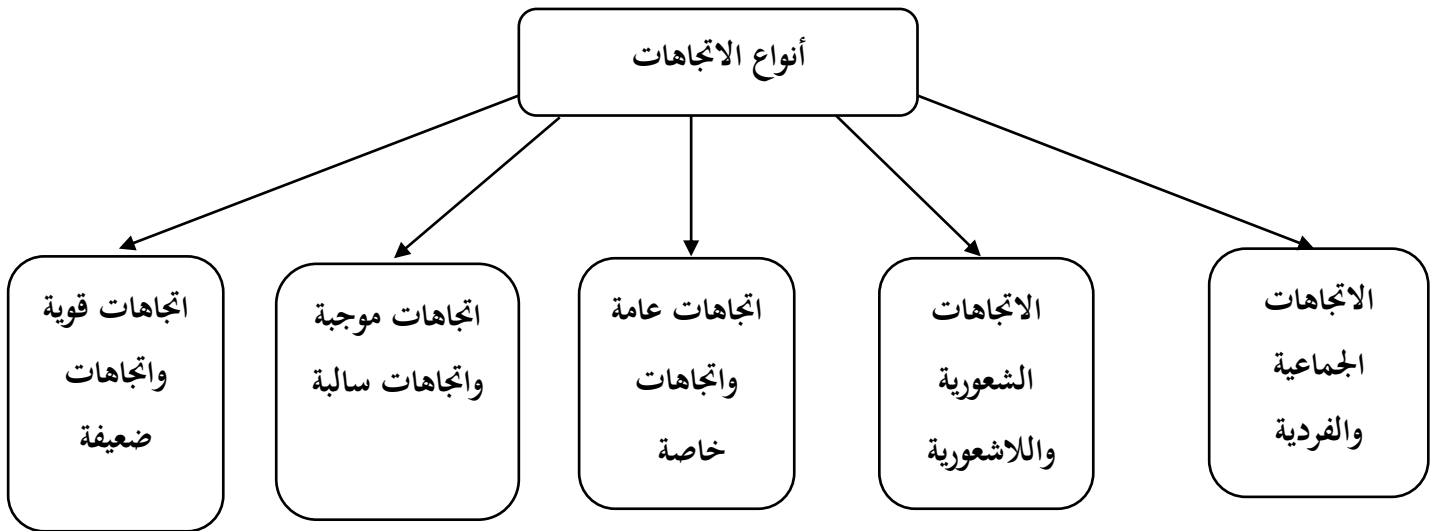 أنواع الاتجاهات
الاتجاهات
الجماعية
والفردية
الاتجاهات
الشعورية
واللاشعورية
اتجاهات عامة
واتجاهات
خاصة
اتجاهات موجبة
واتجاهات سالبة
اتجاهات قوية
واتجاهات
ضعيفة